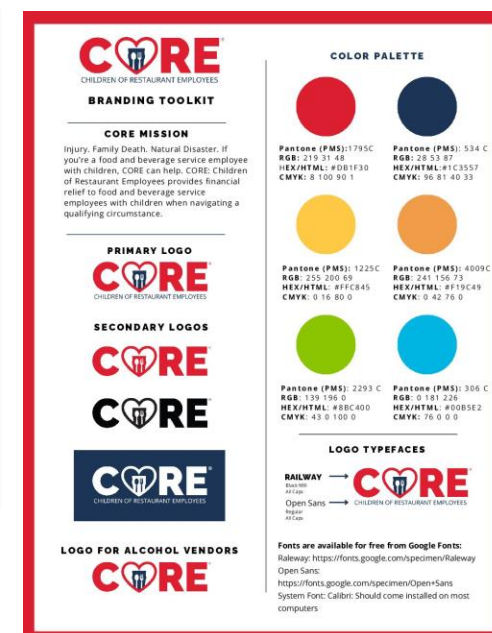 CORE®
CHILDREN OF RESTAURANT EMPLOYEES
BRANDING TOOLKIT
CORE MISSION
Injury. Family Death. Natural Disaster. If
you're a food and beverage service employee
with children, CORE can help. CORE: Children
of Restaurant Employees provides financial
relief to food and beverage service
employees with children when navigating a
qualifying circumstance.
PRIMARY LOGO
CORE®
CHILDREN OF RESTAURANT EMPLOYEES
SECONDARY LOGOS
CORE®
CORE®
CORE®
CHILDREN OF RESTAURANT EMPLOYEES
LOGO FOR ALCOHOL VENDORS
CORE®
COLOR PALETTE
Pantone (PMS):1795C
RGB: 219 31 48
HEX/HTML: #DB1F30
CMYK: 8 100 90 1
Pantone (PMS): 534 C
RGB: 28 53 87
HEX/HTML:#1C3557
CMYK: 96 81 40 33
Pantone (PMS): 1225C
RGB: 255 200 69
HEX/HTML: #FFC845
CMYK: 0 16 80 0
Pantone (PMS): 4009C
RGB: 241 156 73
HEX/HTML: #F19C49
CMYK: 0 42 76 0
Pantone (PMS): 2293 C
RGB: 139 196 0
HEX/HTML: #8BC400
CMYK: 43 0 100 0
Pantone (PMS): 306 C
RGB: 0 181 226
HEX/HTML: #00B5E2
CMYK: 76 0 0 0
LOGO TYPEFACES
RAILWAY
All Caps
Open Sans
Regular
All Caps
CORE®
CHILDREN OF RESTAURANT EMPLOYEES
Fonts are available for free from Google Fonts:
Raleway: https://fonts.google.com/specimen/Raleway
Open Sans:
https://fonts.google.com/specimen/Open+Sans
System Font: Calibri: Should come installed on most
computers